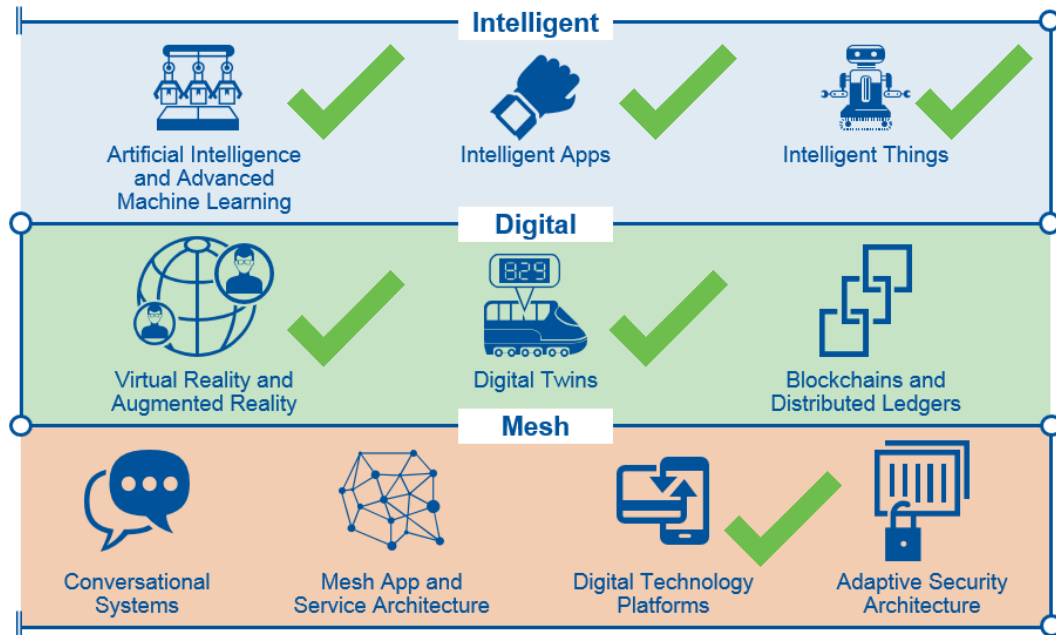 Intelligent
Artificial Intelligence
and Advanced
Machine Learning
Intelligent Apps
Intelligent Things
Digital
829
Virtual Reality and
Augmented Reality
Digital Twins
Blockchains and
Distributed Ledgers
Mesh
Conversational
Systems
Mesh App and
Service Architecture
Digital Technology
Platforms
Adaptive Security
Architecture